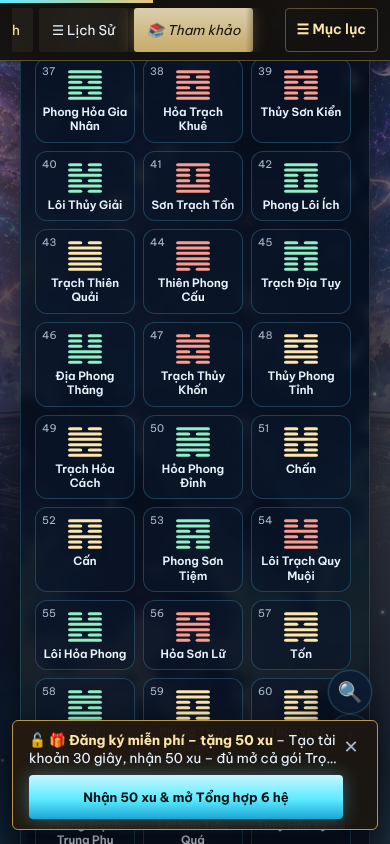 h
☰ Lịch Sử
📚 Tham khảo
☰ Mục lục
37
38
39
Phong Hỏa Gia
Nhân
Hỏa Trạch
Khuê
Thủy Sơn Kiển
40
41
42
Lôi Thủy Giải
Sơn Trạch Tổn
Phong Lôi Ích
43
44
45
Trạch Thiên
Quải
Thiên Phong
Cấu
Trạch Địa Tụy
46
47
48
Địa Phong
Thăng
Trạch Thủy
Khốn
Thủy Phong
Tỉnh
49
50
51
Trạch Hỏa
Cách
Hỏa Phong
Đỉnh
Chấn
52
53
54
Cấn
Phong Sơn
Tiệm
Lôi Trạch Quy
Muội
55
56
57
Lôi Hỏa Phong
Hỏa Sơn Lữ
Tốn
58
59
60
🔓 🎁 Đăng ký miễn phí – tặng 50 xu – Tạo tài
khoản 30 giây, nhận 50 xu – đủ mở cả gói Trọ...
✕
Nhận 50 xu & mở Tổng hợp 6 hệ
Trung Phu
Quá